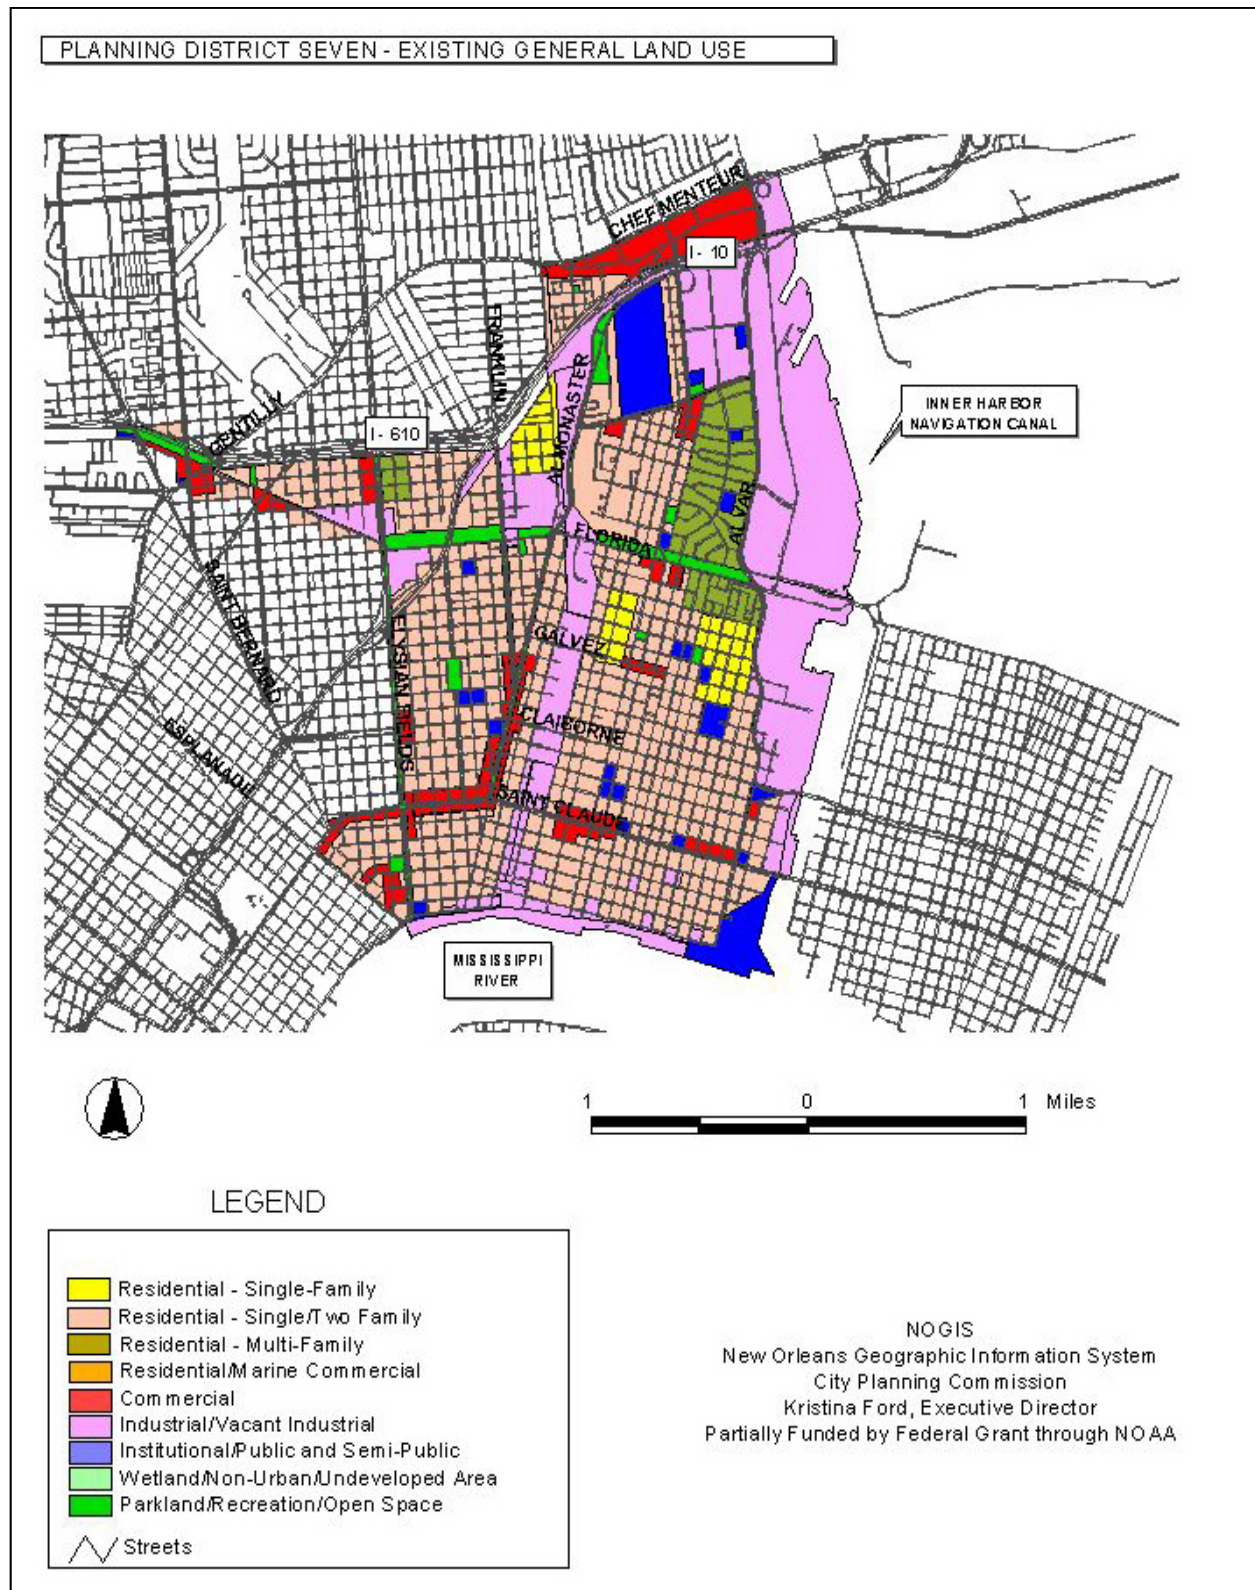 PLANNING DISTRICT SEVEN - EXISTING GENERAL LAND USE
CHEF MENTEUR
I - 10
FRANKLIN
ALMONASTER
GENTILLY
I - 610
INNER HARBOR
NAVIGATION CANAL
ALVAR
FLORIDA
SAINT BERNARD
ELYSIAN FIELDS
GALVEZ
ESPLANADE
CLAIBORNE
SAINT CLAUDE
MISSISSIPPI
RIVER
1 0 1 Miles
LEGEND
Residential - Single-Family
Residential - Single/Two Family
Residential - Multi-Family
Residential/Marine Commercial
Commercial
Industrial/Vacant Industrial
Institutional/Public and Semi-Public
Wetland/Non-Urban/Undeveloped Area
Parkland/Recreation/Open Space
Streets
NOGIS
New Orleans Geographic Information System
City Planning Commission
Kristina Ford, Executive Director
Partially Funded by Federal Grant through NOAA